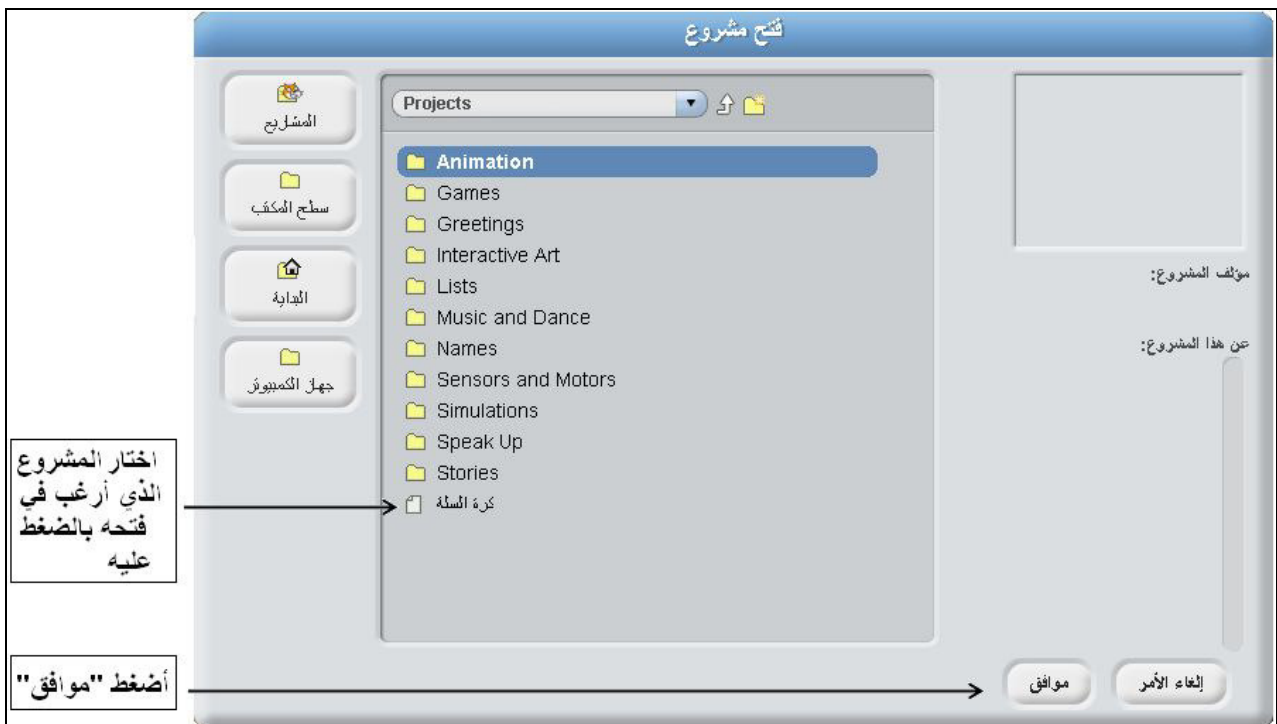 فتح مشروع
المشاريع
سطح المكتب
البداية
جهاز الكمبيوتر
Projects
Animation
Games
Greetings
Interactive Art
Lists
Music and Dance
Names
Sensors and Motors
Simulations
Speak Up
Stories
كرة السلة
مؤلف المشروع:
عن هذا المشروع:
اختار المشروع
الذي أرغب في
فتحه بالضغط
عليه
أضغط "موافق"
موافق
إلغاء الأمر